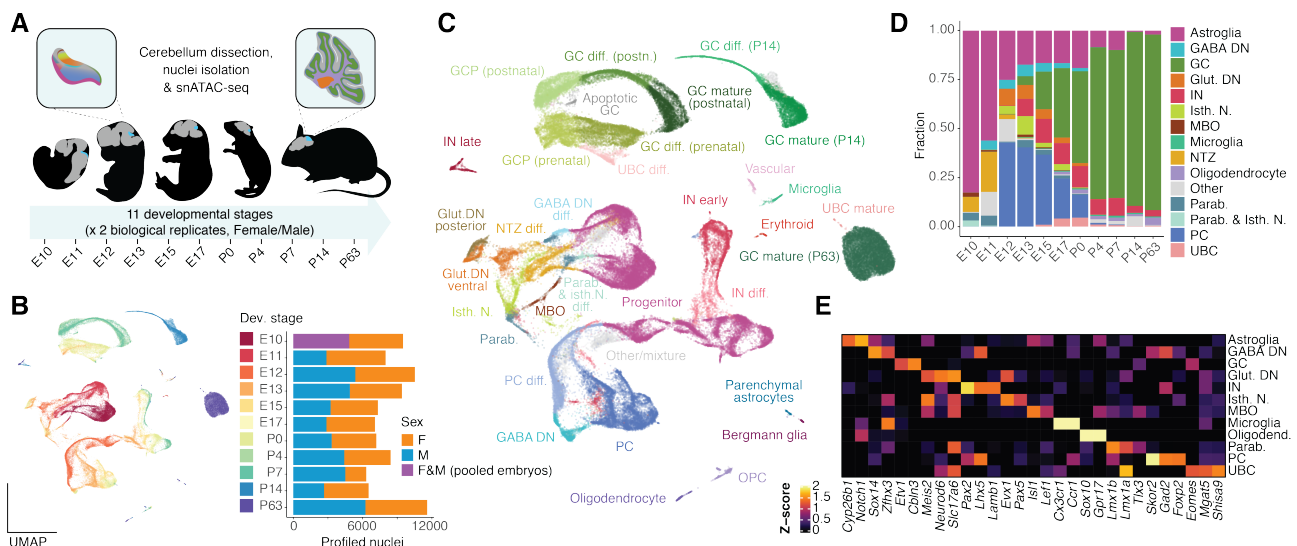 A
Cerebellum dissection,
nuclei isolation
& snATAC-seq
11 developmental stages
(x 2 biological replicates, Female/Male)
E10
E11
E12
E13
E15
E17
P0
P4
P7
P14
P63
B
Dev. stage
E10
E11
E12
E13
E15
E17
P0
P4
P7
P14
P63
Sex
F
M
F&M (pooled embryos)
0
4000
8000
12000
Profiled nuclei
UMAP
C
GC diff. (postn.)
GC diff. (P14)
GCP (postnatal)
Apoptotic
GC
GC mature
(postnatal)
GC mature (P14)
GC diff. (prenatal)
GCP (prenatal)
UBC diff.
IN late
Vascular
Microglia
GABA DN
diff.
IN early
UBC mature
Glut.DN
posterior
NTZ diff.
Erythroid
GC mature (P63)
Glut.DN
ventral
Parab.
& isth.N.
diff.
IN diff.
Progenitor
Isth. N.
MBO
Parab.
Other/mixture
PC diff.
Parenchymal
astrocytes
Bergmann glia
GABA DN
PC
OPC
Oligodendrocyte
D
Fraction
1.00
0.75
0.50
0.25
0.00
E10
E11
E12
E13
E15
E17
P0
P4
P7
P14
P63
Astroglia
GABA DN
GC
Glut. DN
IN
Isth. N.
MBO
Microglia
NTZ
Oligodendrocyte
Other
Parab.
Parab. & Isth. N.
PC
UBC
E
Astroglia
GABA DN
GC
Glut. DN
IN
Isth. N.
MBO
Microglia
Oligodend.
Parab.
PC
UBC
Z−score
2
1.5
1
0.5
0
Cyp26b1
Notch1
Sox14
Zfhx3
Etv1
Cbln3
Meis2
Neurod6
Slc17a6
Pax2
Lhx5
Lamb1
Evx1
Pax5
Isl1
Lef1
Cx3cr1
Ccr1
Sox10
Gpr17
Lmx1b
Lmx1a
Tlx3
Skor2
Gad2
Foxp2
Eomes
Mgat5
Shisa9